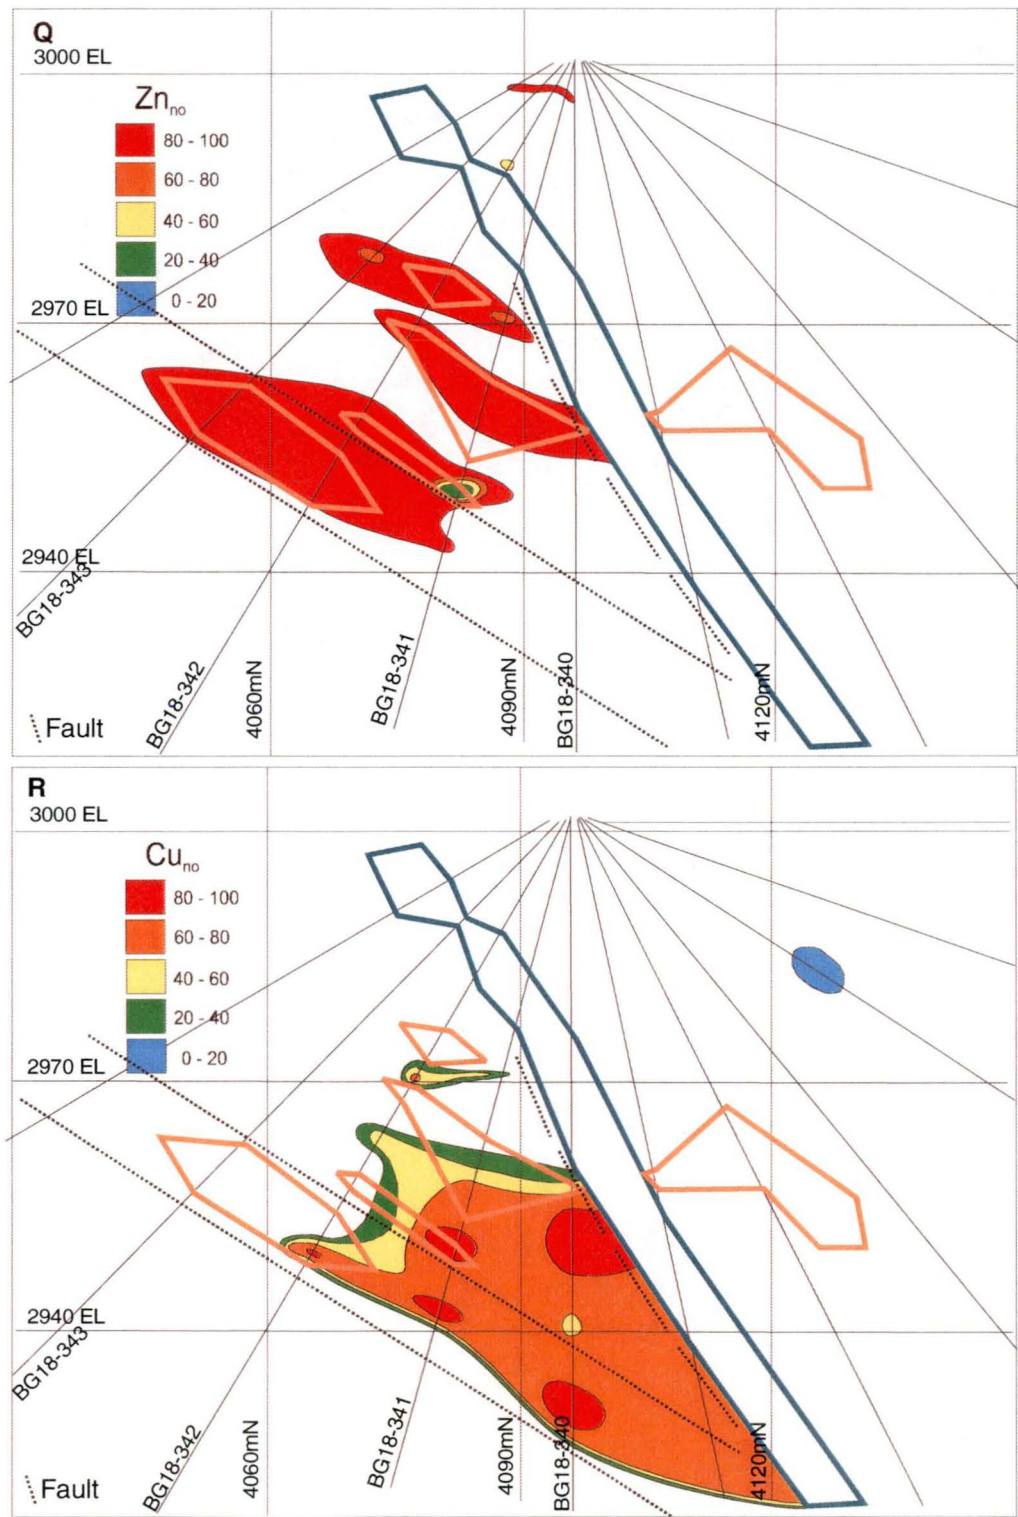 Q
3000 EL
Zn no
80 - 100
60 - 80
40 - 60
20 - 40
0 - 20
2970 EL
2940 EL
BG18-343
BG18-342
4060mN
BG18-341
4090mN
BG18-340
4120mN
Fault
R
3000 EL
Cu no
80 - 100
60 - 80
40 - 60
20 - 40
0 - 20
2970 EL
2940 EL
BG18-343
BG18-342
4060mN
BG18-341
4090mN
BG18-340
4120mN
Fault